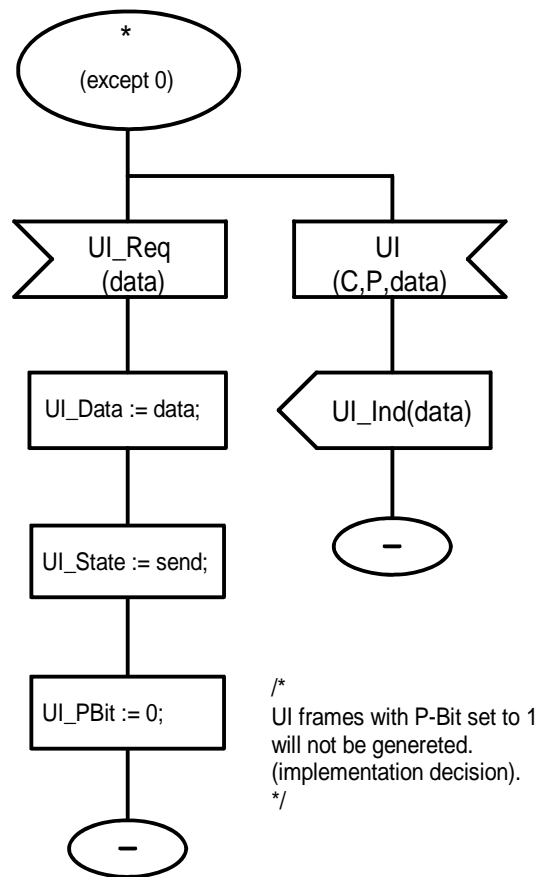 *
(except 0)
UI_Req
(data)
UI
(C,P,data)
UI_Data := data;
UI_Ind(data)
UI_State := send;
–
UI_PBit := 0;
/*
UI frames with P-Bit set to 1
will not be genereted.
(implementation decision).
*/
–